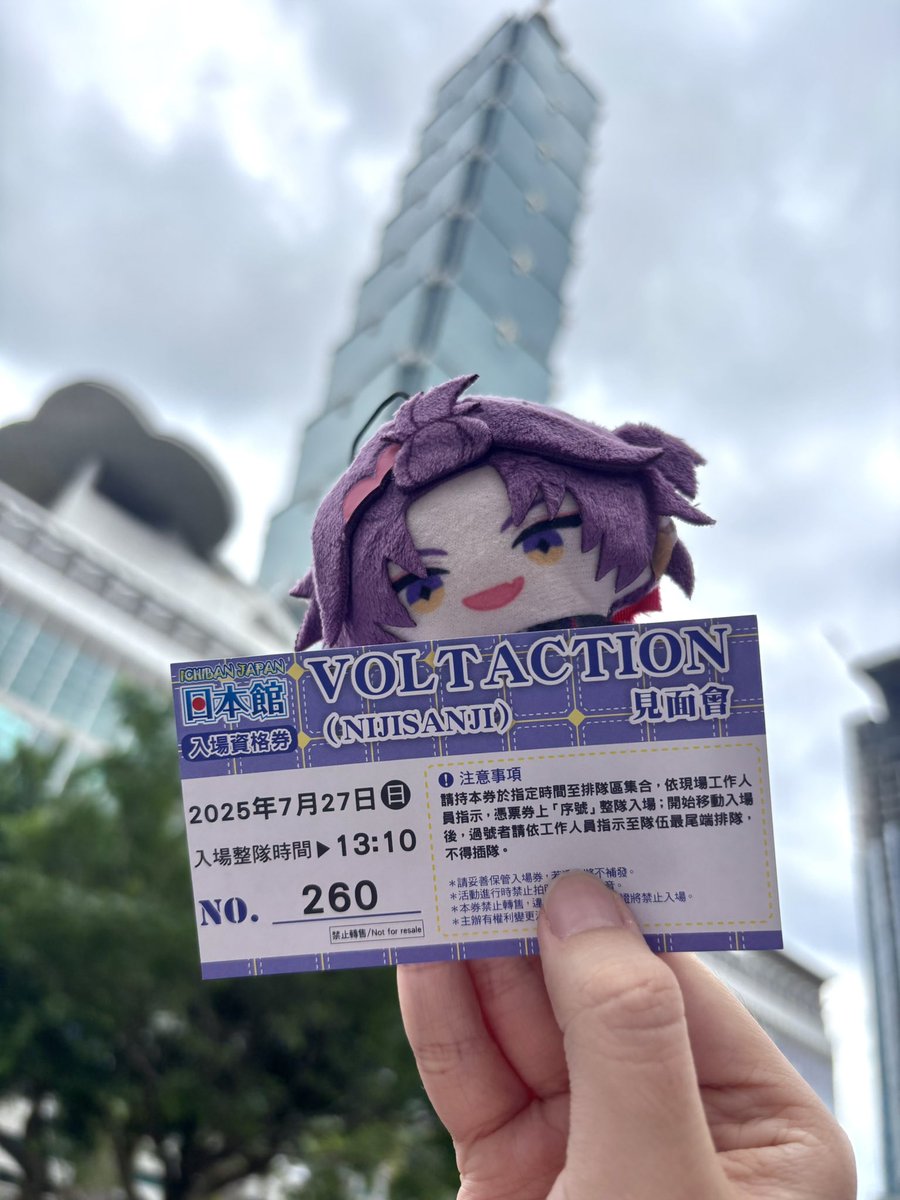 ICHIBAN JAPAN
日本館
入場資格券
VOLTACTION
(NIJISANJI)
見面會
2025年7月27日 日
入場整隊時間▶13:10
NO. 260
禁止轉售/Not for resale
! 注意事項
請持本券於指定時間至排隊區集合，依現場工作人
員指示，憑票券上「序號」整隊入場；開始移動入場
後，過號者請依工作人員指示至隊伍最尾端排隊，
不得插隊。
*請妥善保管入場券，若 將不補發。
*活動進行時禁止拍
*本券禁止轉售，違 將禁止入場。
*主辦有權利變更